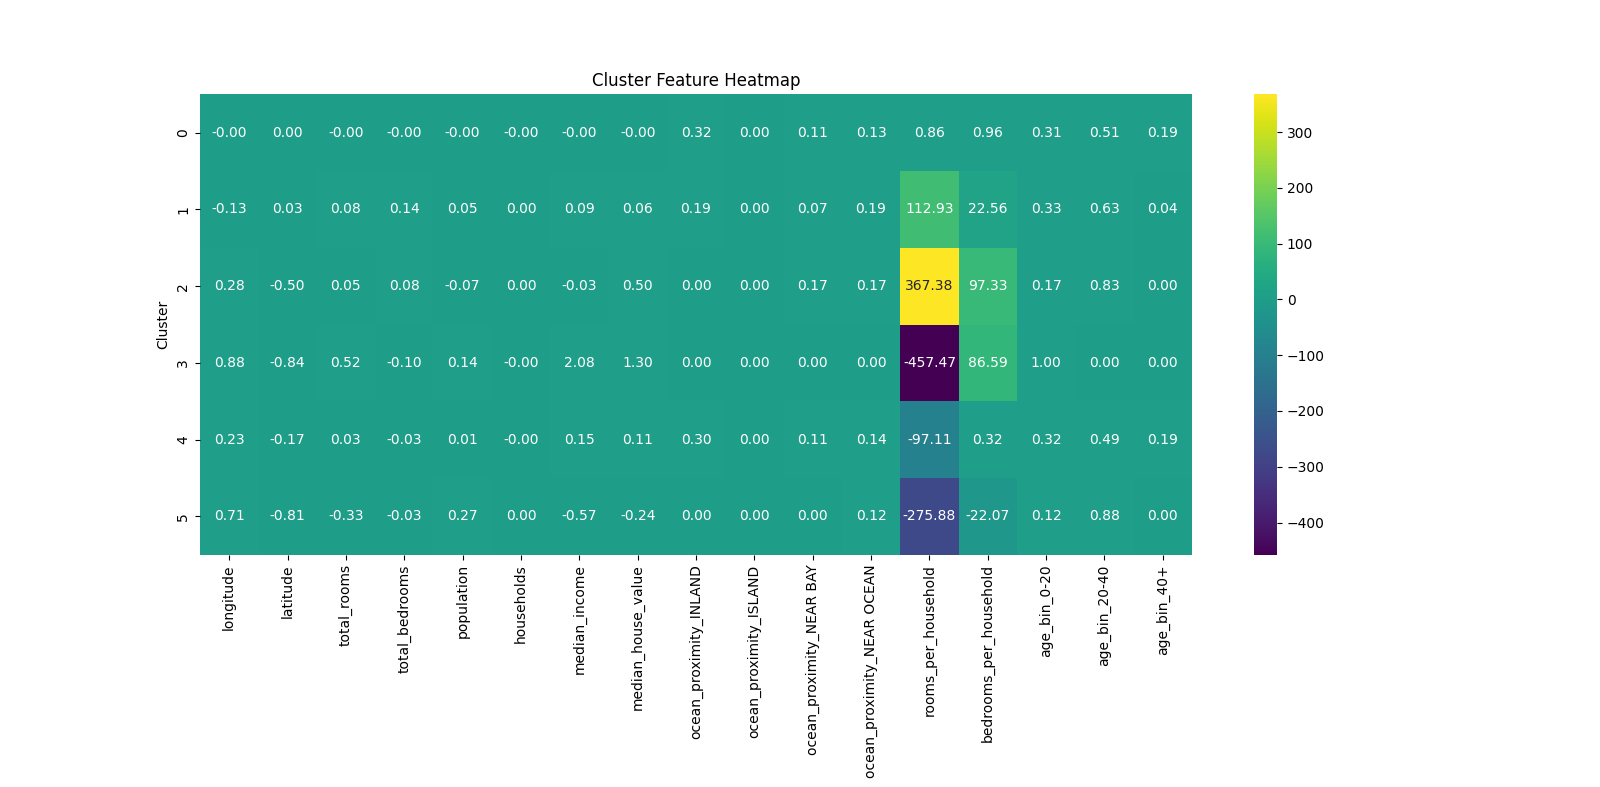 Cluster Feature Heatmap
Cluster
0 -0.00 0.00 -0.00 -0.00 -0.00 -0.00 -0.00 -0.00 0.32 0.00 0.11 0.13 0.86 0.96 0.31 0.51 0.19
1 -0.13 0.03 0.08 0.14 0.05 0.00 0.09 0.06 0.19 0.00 0.07 0.19 112.93 22.56 0.33 0.63 0.04
2 0.28 -0.50 0.05 0.08 -0.07 0.00 -0.03 0.50 0.00 0.00 0.17 0.17 367.38 97.33 0.17 0.83 0.00
3 0.88 -0.84 0.52 -0.10 0.14 -0.00 2.08 1.30 0.00 0.00 0.00 0.00 -457.47 86.59 1.00 0.00 0.00
4 0.23 -0.17 0.03 -0.03 0.01 -0.00 0.15 0.11 0.30 0.00 0.11 0.14 -97.11 0.32 0.32 0.49 0.19
5 0.71 -0.81 -0.33 -0.03 0.27 0.00 -0.57 -0.24 0.00 0.00 0.00 0.12 -275.88 -22.07 0.12 0.88 0.00
longitude
latitude
total_rooms
total_bedrooms
population
households
median_income
median_house_value
ocean_proximity_INLAND
ocean_proximity_ISLAND
ocean_proximity_NEAR BAY
ocean_proximity_NEAR OCEAN
rooms_per_household
bedrooms_per_household
age_bin_0-20
age_bin_20-40
age_bin_40+
300
200
100
0
−100
−200
−300
−400